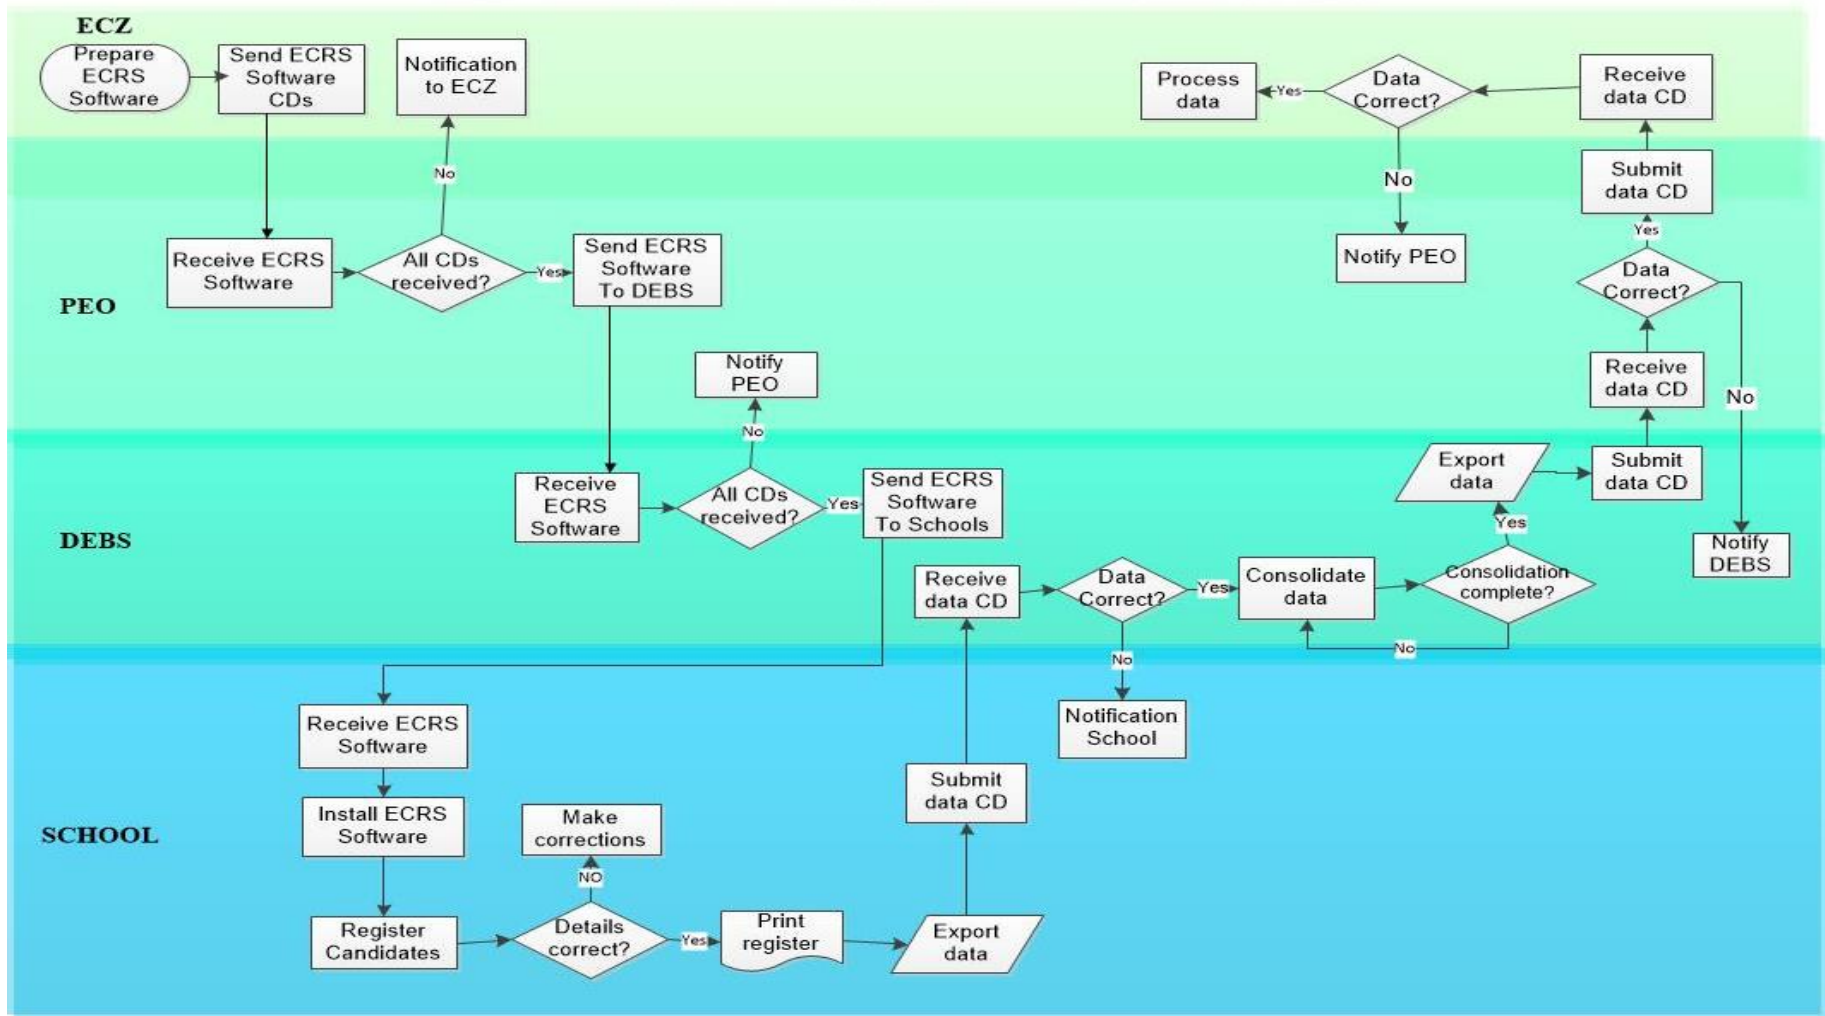 ECZ
Prepare
ECRS
Software
Send ECRS
Software
CDs
Notification
to ECZ
No
Receive ECRS
Software
All CDs
received?
Yes
Send ECRS
Software
To DEBS
PEO
Notify
PEO
No
Receive
ECRS
Software
All CDs
received?
Yes
Send ECRS
Software
To Schools
DEBS
Receive ECRS
Software
Install ECRS
Software
SCHOOL
Register
Candidates
Details
correct?
NO
Make
corrections
Yes
Print
register
Export
data
Submit
data CD
Receive
data CD
Data
Correct?
No
Notification
School
Yes
Consolidate
data
Consolidation
complete?
No
Yes
Export
data
Submit
data CD
Receive
data CD
Data
Correct?
No
Notify
DEBS
Yes
Submit
data CD
Receive
data CD
Data
Correct?
No
Notify PEO
Yes
Process
data